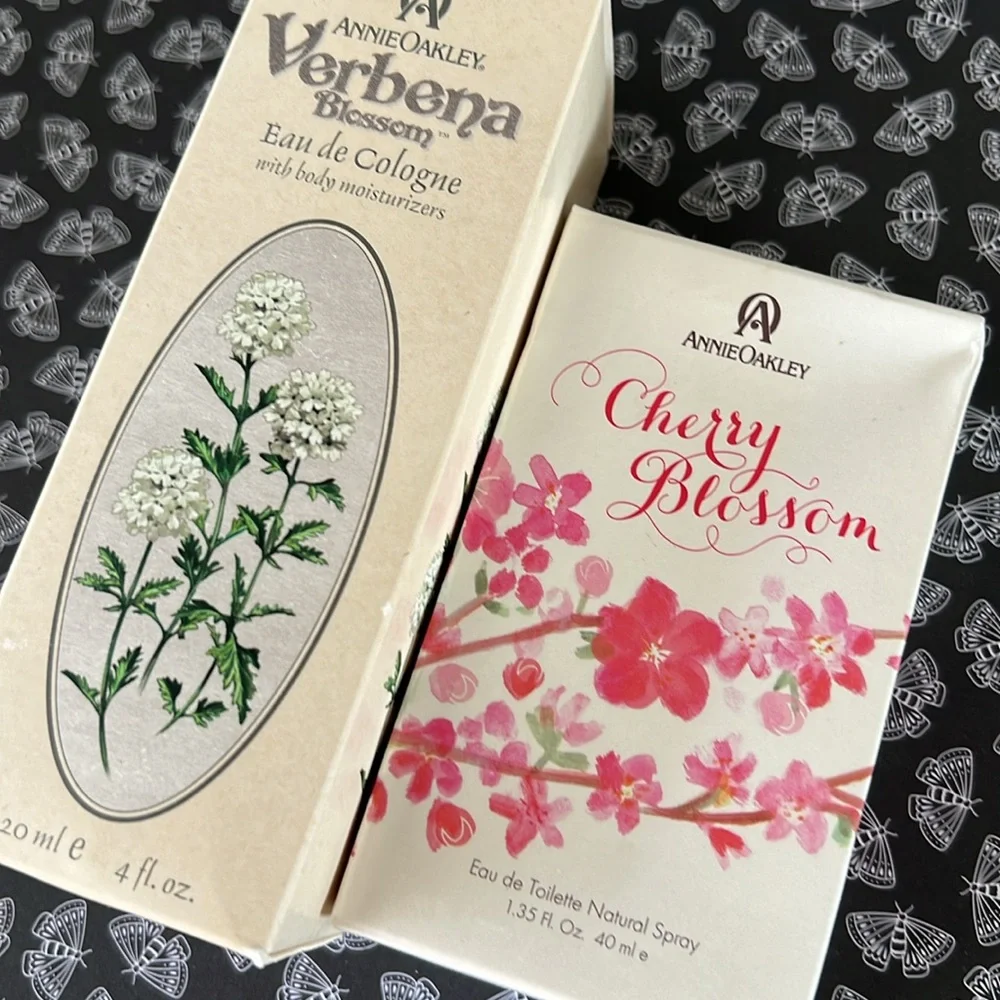 ANNIEOAKLEY®
Verbena
Blossom™
Eau de Cologne
with body moisturizers
20 ml e 4 fl. oz.
ANNIEOAKLEY
Cherry
Blossom
Eau de Toilette Natural Spray
1.35 Fl. Oz. 40 ml e